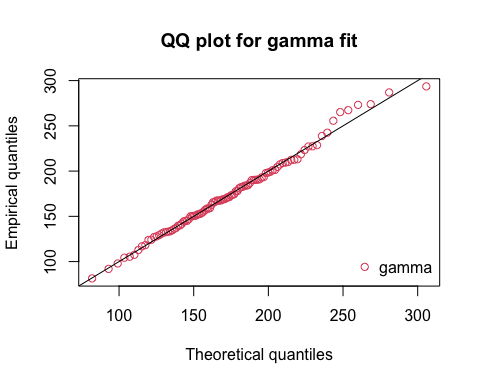 QQ plot for gamma fit
Empirical quantiles
300
250
200
150
100
gamma
100 150 200 250 300
Theoretical quantiles